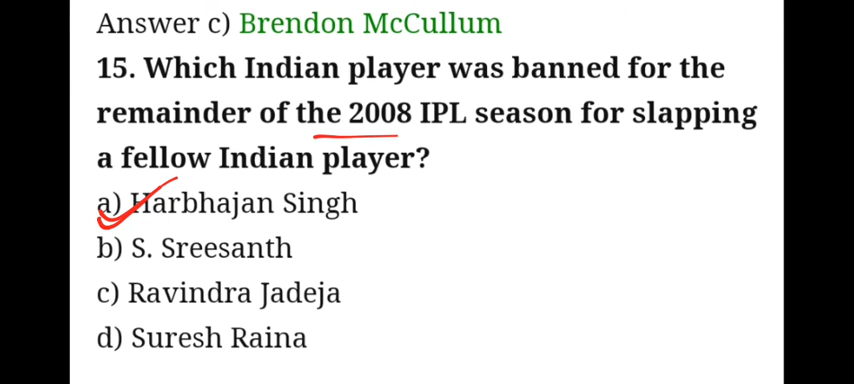 Answer c) Brendon McCullum
15. Which Indian player was banned for the
remainder of the 2008 IPL season for slapping
a fellow Indian player?
a) Harbhajan Singh
b) S. Sreesanth
c) Ravindra Jadeja
d) Suresh Raina